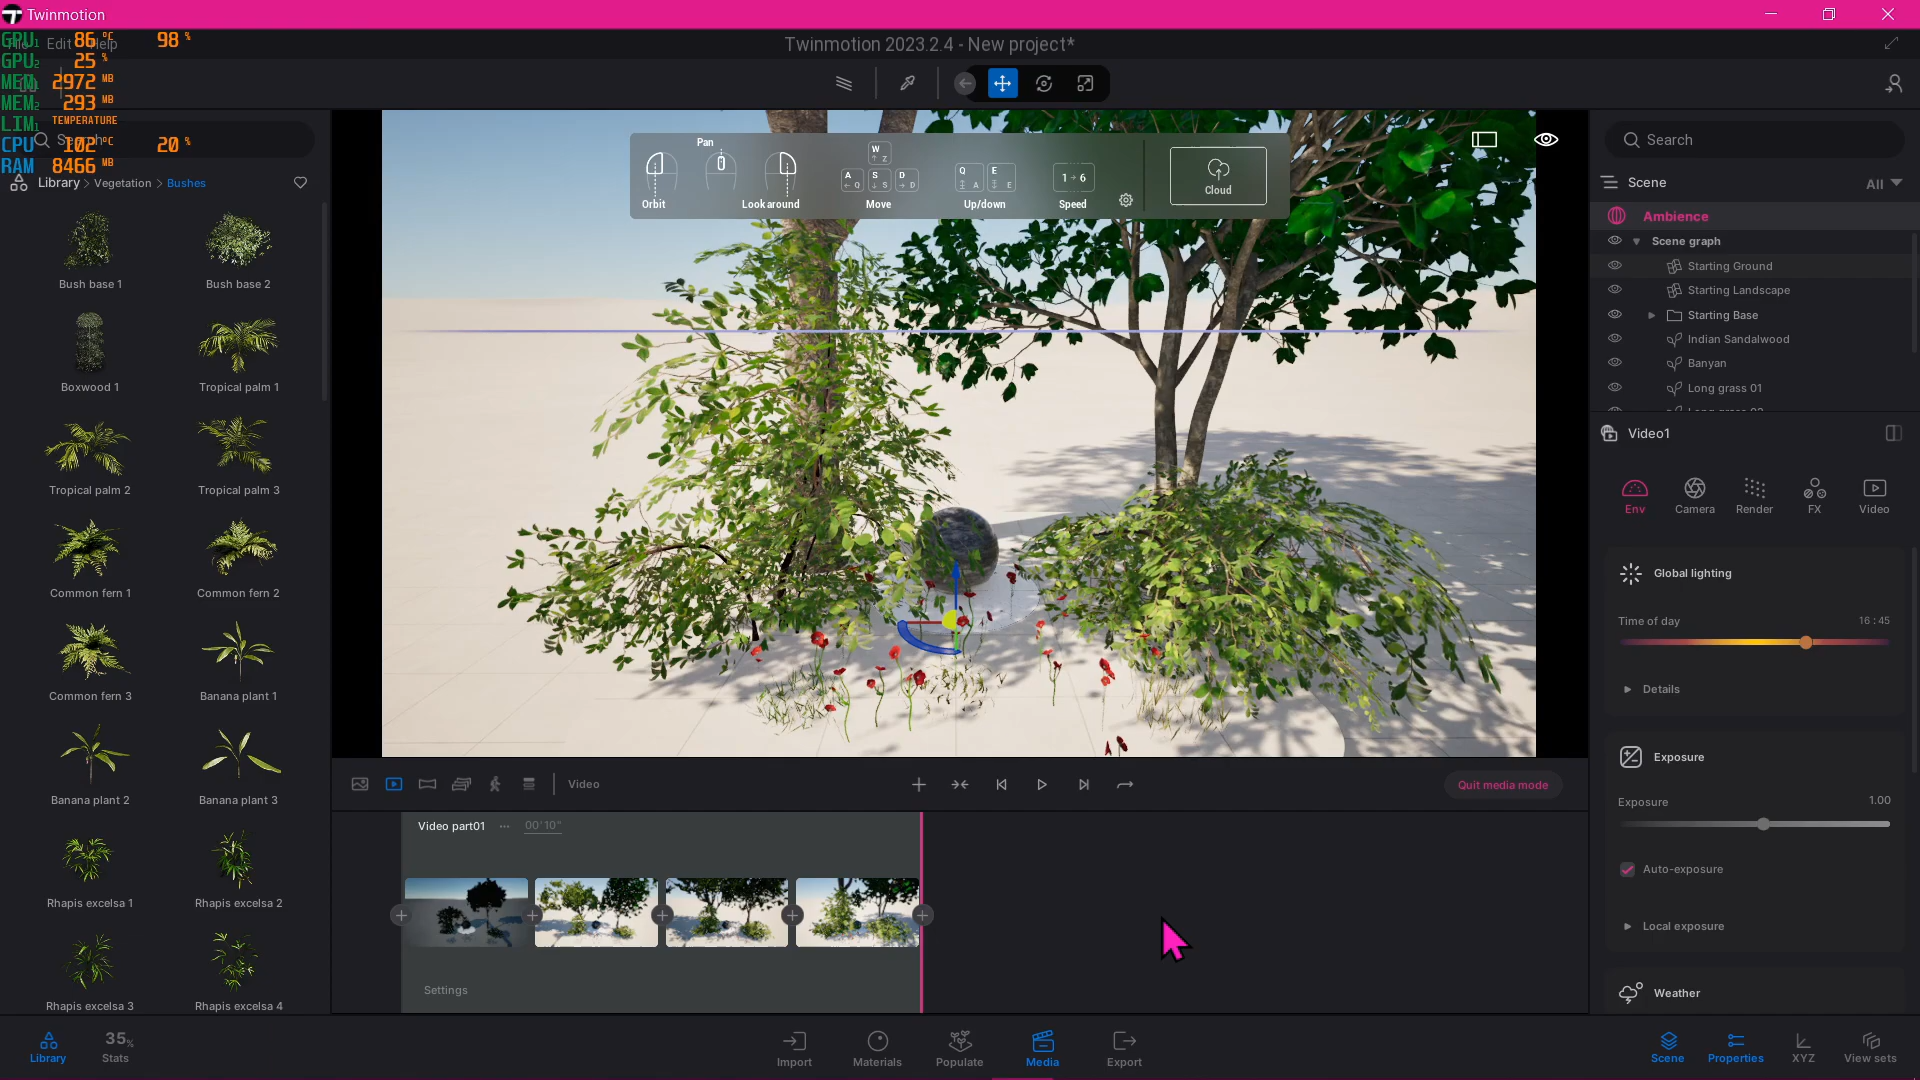 Twinmotion
GPU1 86 °C 98 %
Edit Help
Twinmotion 2023.2.4 - New project*
GPU2 25 %
MEM1 2972 MB
MEM2 293 MB
LIM1 TEMPERATURE
CPU 102 °C 20 %
RAM 8466 MB
Library > Vegetation > Bushes
Bush base 1
Bush base 2
Boxwood 1
Tropical palm 1
Tropical palm 2
Tropical palm 3
Common fern 1
Common fern 2
Common fern 3
Banana plant 1
Banana plant 2
Banana plant 3
Rhapis excelsa 1
Rhapis excelsa 2
Rhapis excelsa 3
Rhapis excelsa 4
Pan
W
↑ Z
A
← Q
S
↓ S
D
→ D
Q
A
E
E
1 → 6
Orbit
Look around
Move
Up/down
Speed
Cloud
Search
Scene
All
Ambience
Scene graph
Starting Ground
Starting Landscape
Starting Base
Indian Sandalwood
Banyan
Long grass 01
Video1
Env
Camera
Render
FX
Video
Global lighting
Time of day 16 : 45
Details
Exposure
Exposure 1.00
Auto-exposure
Local exposure
Weather
Video
Quit media mode
Video part01 ... 00'10"
Settings
Library
35%
Stats
Import
Materials
Populate
Media
Export
Scene
Properties
XYZ
View sets